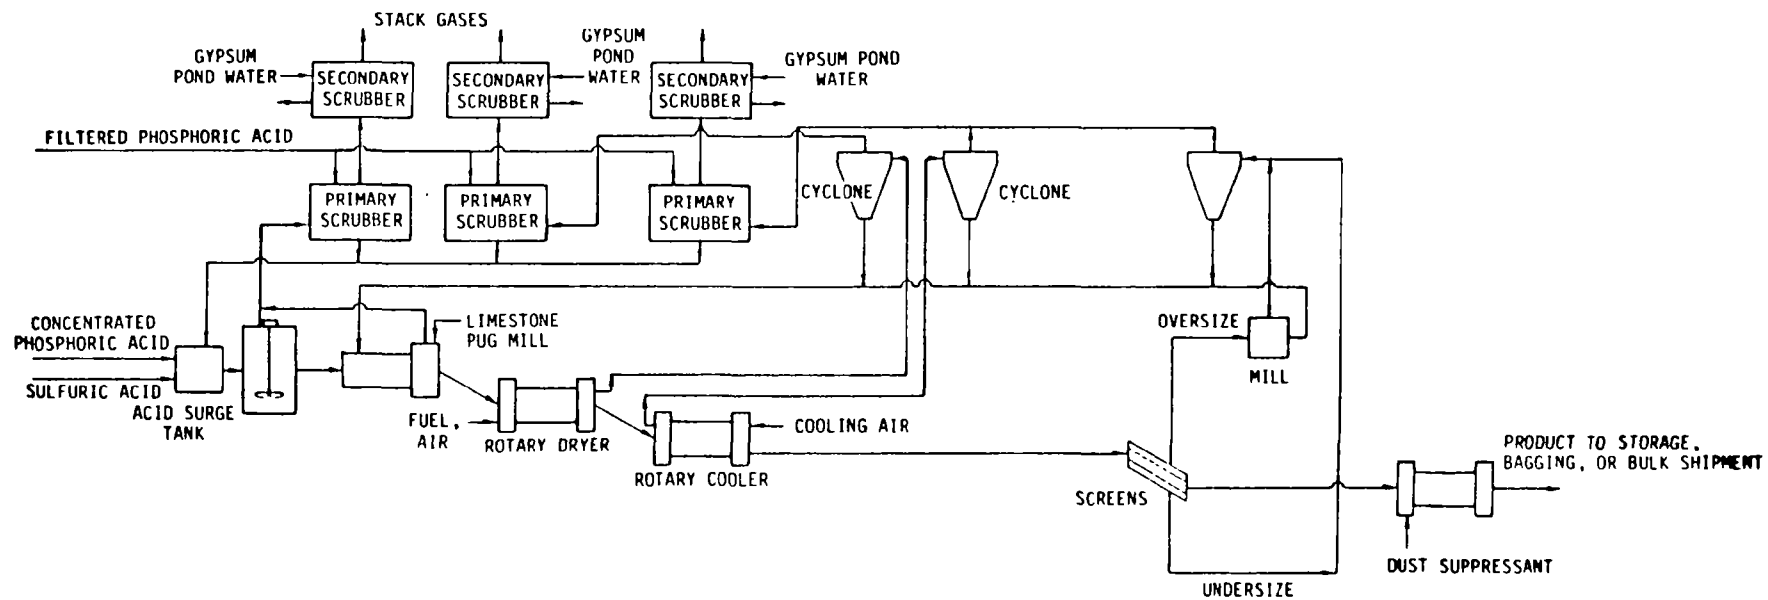 STACK GASES
GYPSUM
POND WATER
GYPSUM
POND
WATER
GYPSUM POND
WATER
SECONDARY
SCRUBBER
SECONDARY
SCRUBBER
SECONDARY
SCRUBBER
FILTERED PHOSPHORIC ACID
PRIMARY
SCRUBBER
PRIMARY
SCRUBBER
PRIMARY
SCRUBBER
CYCLONE
CYCLONE
CONCENTRATED
PHOSPHORIC ACID
SULFURIC ACID
ACID SURGE
TANK
LIMESTONE
PUG MILL
FUEL,
AIR
ROTARY DRYER
COOLING AIR
ROTARY COOLER
OVERSIZE
MILL
SCREENS
UNDERSIZE
PRODUCT TO STORAGE,
BAGGING, OR BULK SHIPMENT
DUST SUPPRESSANT